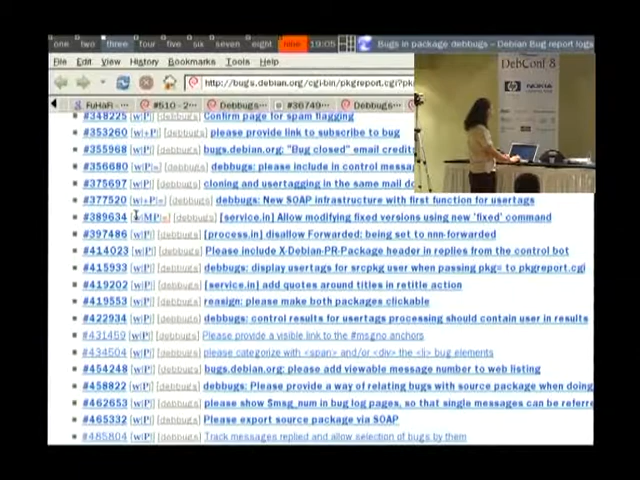 one two three four five six seven eight nine 19:05 Bugs in package debbugs - Debian Bug report logs
File Edit View History Bookmarks Tools Help
http://bugs.debian.org/cgi-bin/pkgreport.cgi?pk
FuHaR - ... #510 - 2... Debbugs... #36749... Debbugs...
DebConf 8
hp NOKIA
#348225 [w|P|] [debbugs] Confirm page for spam flagging
#353260 [w|+P|] please provide link to subscribe to bug
#355968 [w|P|] bugs.debian.org: "Bug closed" email credits
#356680 [w|P|=] debbugs: please include in control messa
#375697 [w|P|] cloning and usertagging in the same mail do
#377520 [w|+P|=] [debbugs] debbugs: New SOAP infrastructure with first function for usertags
#389634 |MP|=] [debbugs] [service.in] Allow modifying fixed versions using new 'fixed' command
#397486 [w|P|] [debbugs] [process.in] disallow Forwarded: being set to nnn-forwarded
#414023 [w|P|] [debbugs] Please include X-Debian-PR-Package header in replies from the control bot
#415933 [w|P|] [debbugs] debbugs: display usertags for srcpkg user when passing pkg= to pkgreport.cgi
#419202 [w|P|] [debbugs] [service.in] add quotes around titles in retitle action
#419553 [w|P|] [debbugs] reasign: please make both packages clickable
#422934 [w|P|] [debbugs] debbugs: control results for usertags processing should contain user in results
#431459 [w|P|] [debbugs] Please provide a visible link to the #msgno anchors
#434504 [w|P|] [debbugs] please categorize with <span> and/or <div> the <li> bug elements
#454248 [w|P|] [debbugs] bugs.debian.org: please add viewable message number to web listing
#458822 [w|P|] [debbugs] debbugs: Please provide a way of relating bugs with source package when doing
#462653 [w|P|] [debbugs] please show $msg_num in bug log pages, so that single messages can be referre
#465332 [w|P|] [debbugs] Please export source package via SOAP
#485804 [w|P|] [debbugs] Track messages replied and allow selection of bugs by them